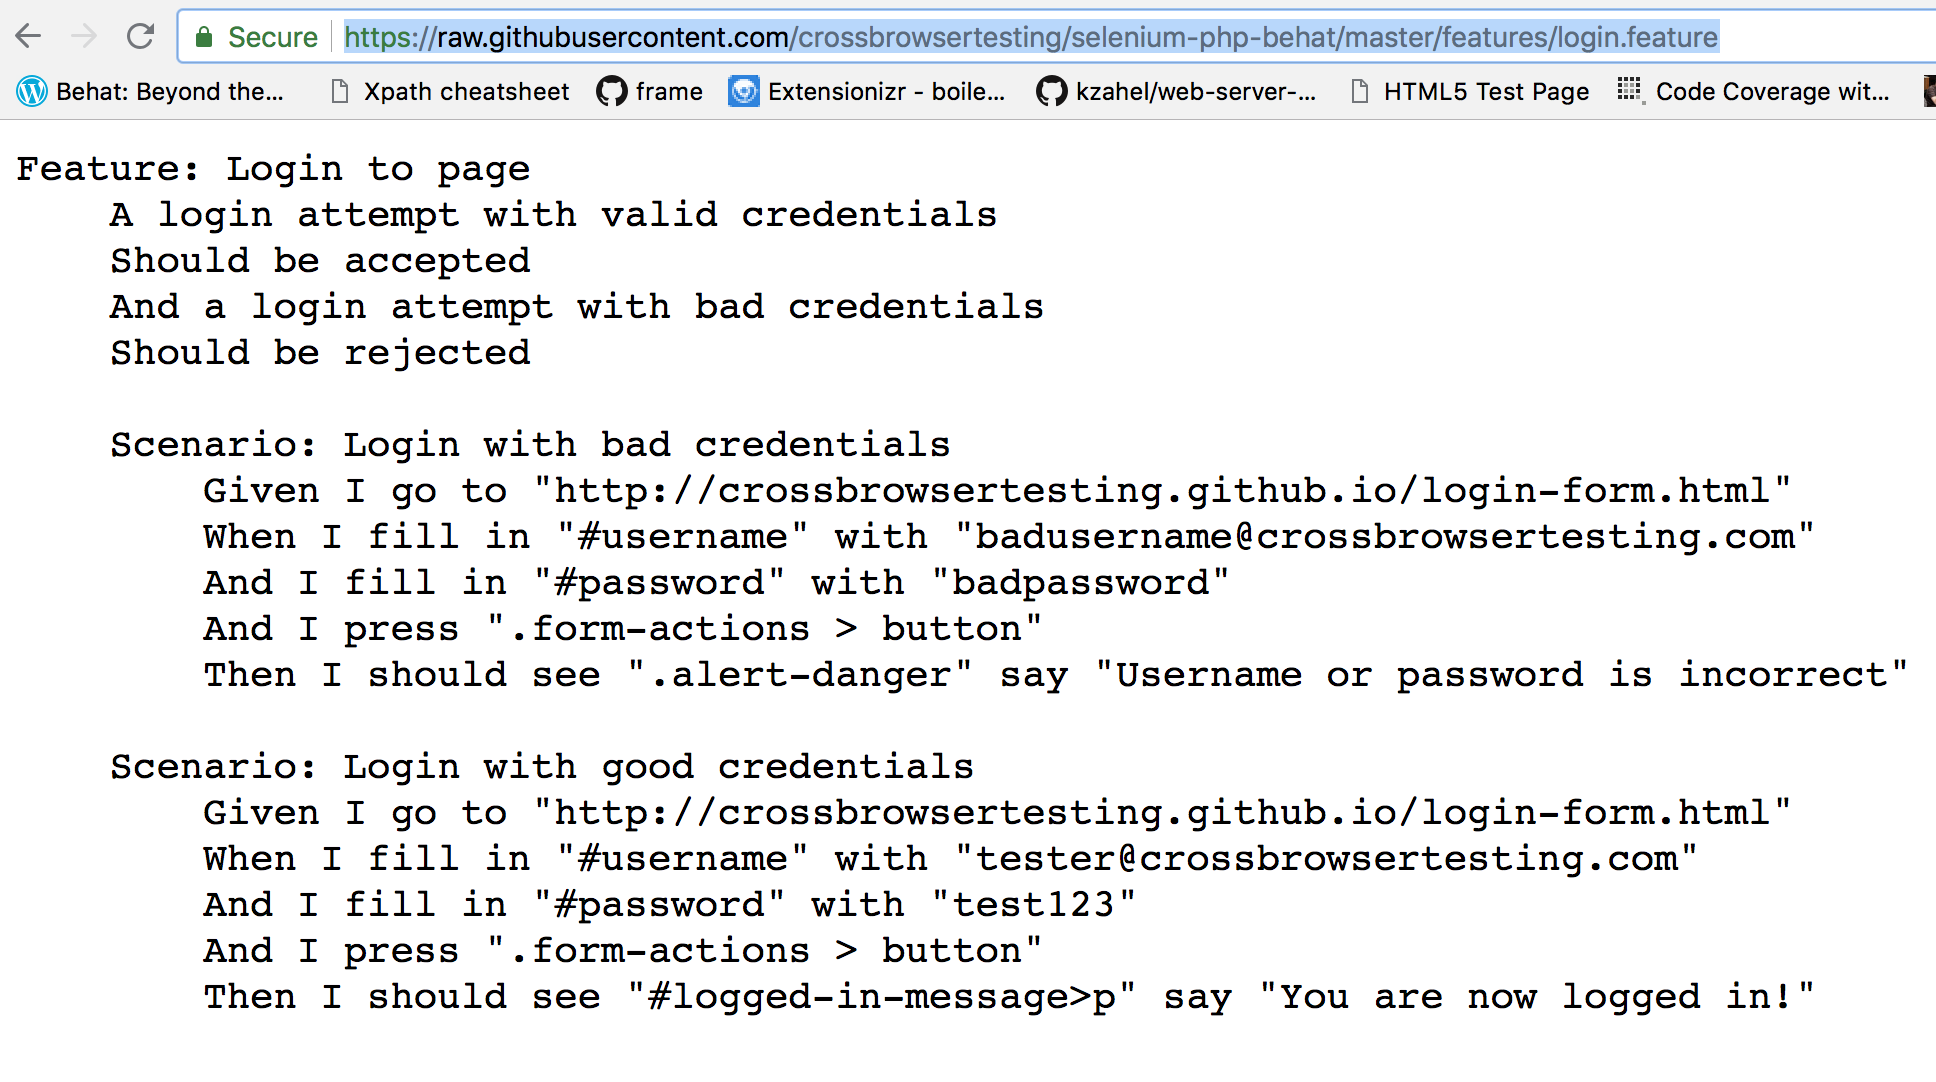 Secure https://raw.githubusercontent.com/crossbrowsertesting/selenium-php-behat/master/features/login.feature
Behat: Beyond the... Xpath cheatsheet frame Extensionizr - boile... kzahel/web-server-... HTML5 Test Page Code Coverage wit...
Feature: Login to page
    A login attempt with valid credentials
    Should be accepted
    And a login attempt with bad credentials
    Should be rejected

    Scenario: Login with bad credentials
        Given I go to "http://crossbrowsertesting.github.io/login-form.html"
        When I fill in "#username" with "badusername@crossbrowsertesting.com"
        And I fill in "#password" with "badpassword"
        And I press ".form-actions > button"
        Then I should see ".alert-danger" say "Username or password is incorrect"

    Scenario: Login with good credentials
        Given I go to "http://crossbrowsertesting.github.io/login-form.html"
        When I fill in "#username" with "tester@crossbrowsertesting.com"
        And I fill in "#password" with "test123"
        And I press ".form-actions > button"
        Then I should see "#logged-in-message>p" say "You are now logged in!"